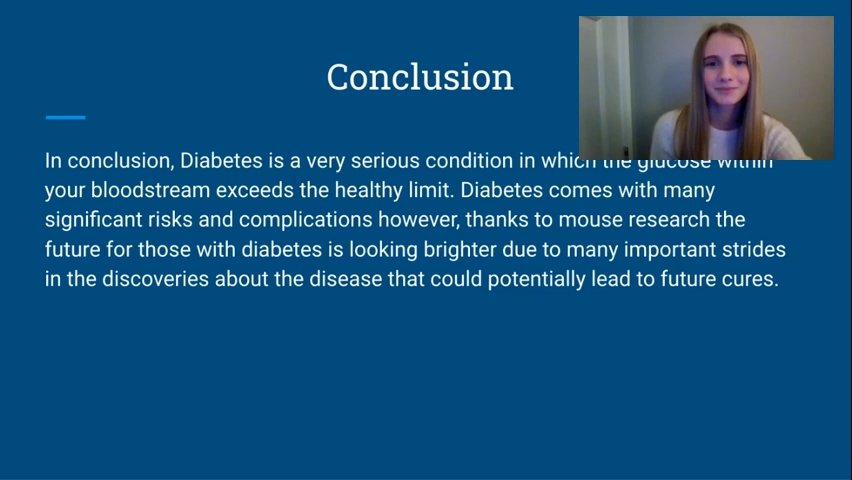 Conclusion
In conclusion, Diabetes is a very serious condition in which the glucose within
your bloodstream exceeds the healthy limit. Diabetes comes with many
significant risks and complications however, thanks to mouse research the
future for those with diabetes is looking brighter due to many important strides
in the discoveries about the disease that could potentially lead to future cures.